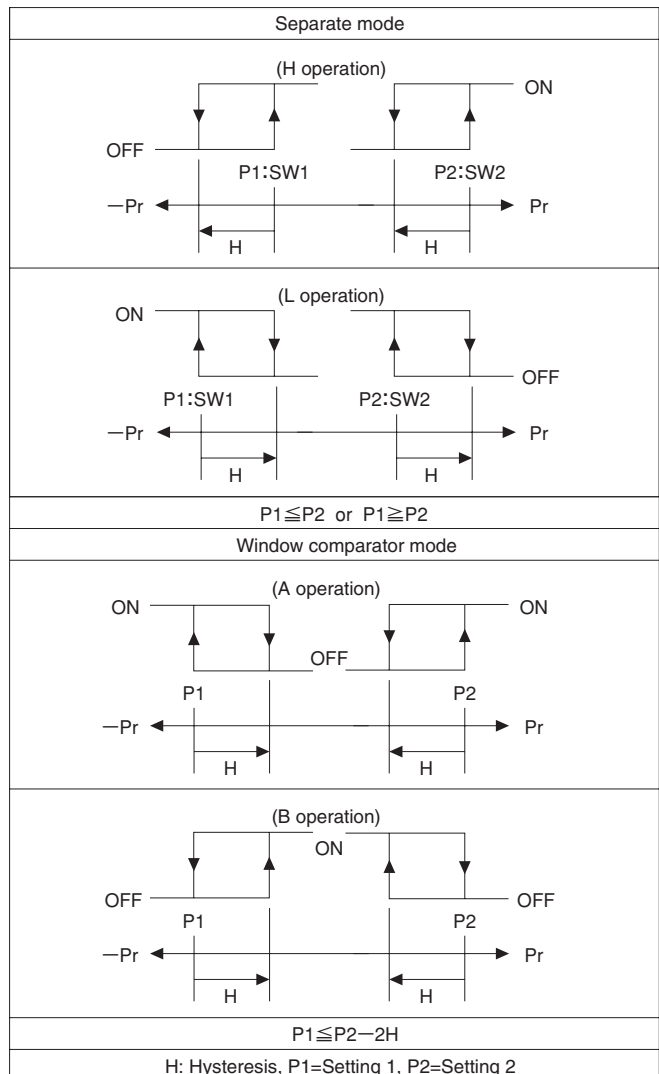 Separate mode
(H operation)
ON
OFF
P1:SW1 P2:SW2
−Pr Pr
H H
(L operation)
ON
OFF
P1:SW1 P2:SW2
−Pr Pr
H H
P1≦P2 or P1≧P2
Window comparator mode
(A operation)
ON ON
OFF
P1 P2
−Pr Pr
H H
(B operation)
ON
OFF OFF
P1 P2
−Pr Pr
H H
P1≦P2−2H
H: Hysteresis, P1=Setting 1, P2=Setting 2